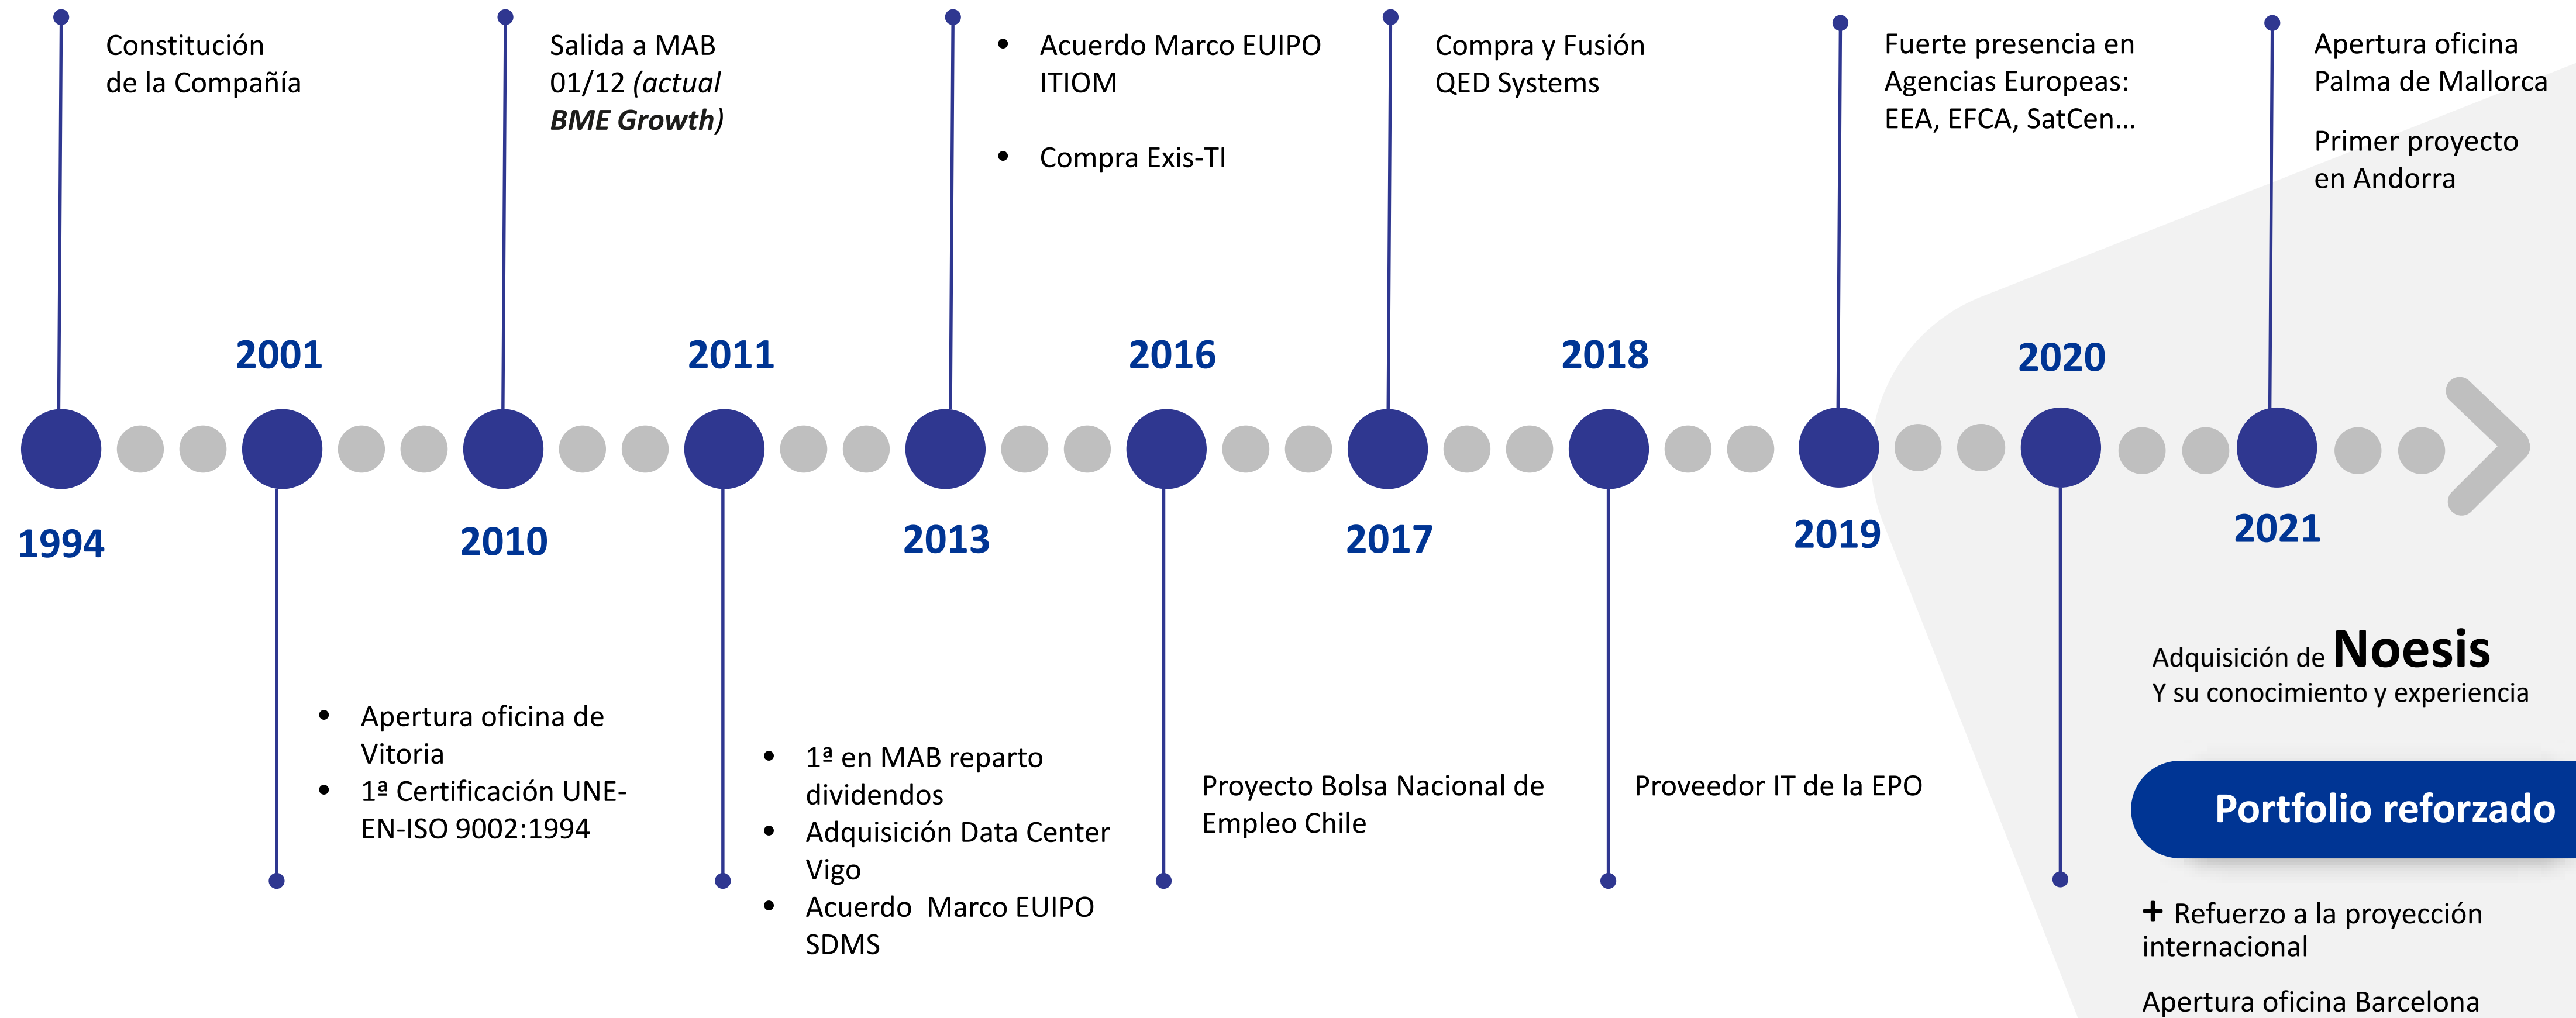 Constitución
de la Compañía
Salida a MAB
01/12 (actual
BME Growth)
• Acuerdo Marco EUIPO
ITIOM
• Compra Exis-TI
Compra y Fusión
QED Systems
Fuerte presencia en
Agencias Europeas:
EEA, EFCA, SatCen...
Apertura oficina
Palma de Mallorca
Primer proyecto
en Andorra
2001
2011
2016
2018
2020
1994
2010
2013
2017
2019
2021
• Apertura oficina de
Vitoria
• 1ª Certificación UNE-
EN-ISO 9002:1994
• 1ª en MAB reparto
dividendos
• Adquisición Data Center
Vigo
• Acuerdo  Marco EUIPO
SDMS
Proyecto Bolsa Nacional de
Empleo Chile
Proveedor IT de la EPO
Adquisición de Noesis
Y su conocimiento y experiencia
Portfolio reforzado
+ Refuerzo a la proyección
internacional
Apertura oficina Barcelona